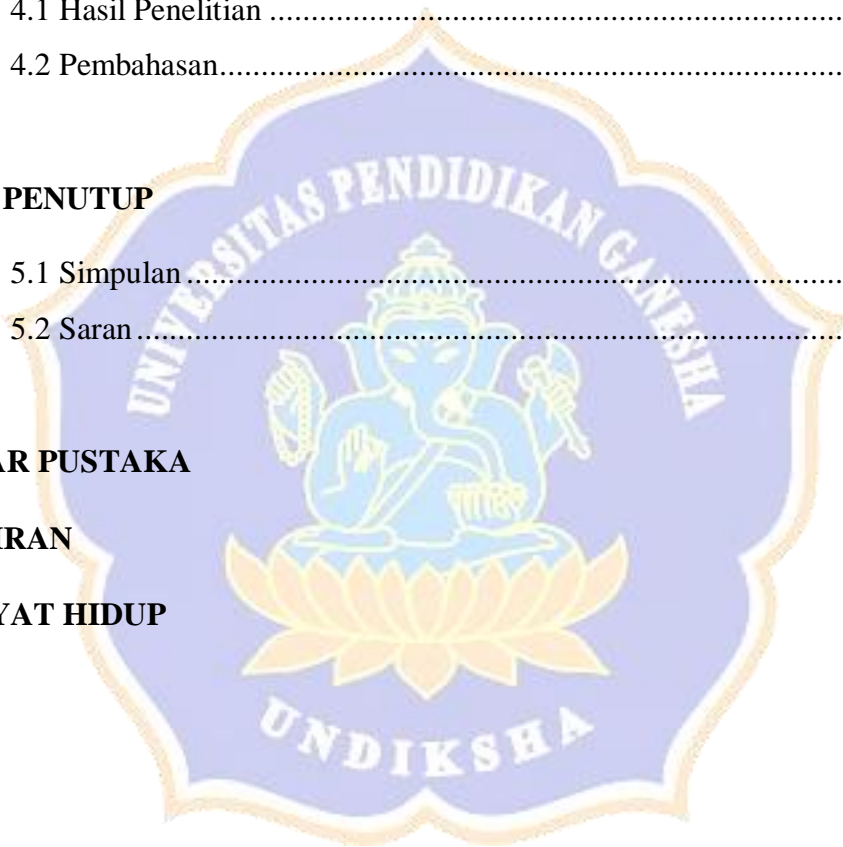 4.1 Hasil Penelitian ........................................................................
4.2 Pembahasan..............................................................................
PENUTUP
5.1 Simpulan ..................................................................................
5.2 Saran ........................................................................................
AR PUSTAKA
IRAN
YAT HIDUP
UNIVERSITAS PENDIDIKAN GANESHA
UNDIKSHA